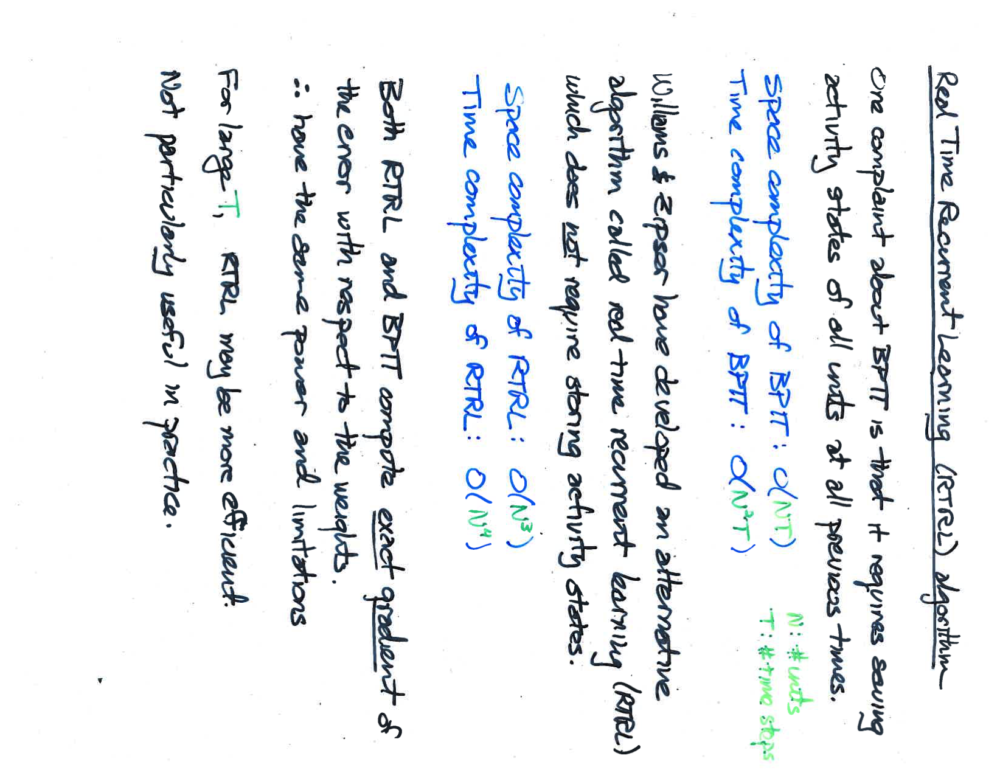 Real Time Recurrent Learning (RTRL) algorithm
One complaint about BPTT is that it requires saving
activity states of all units at all previous times.
Space complexity of BPTT: O(NT)
Time complexity of BPTT: O(N²T)
N: # units
T: # time steps
Williams & Zipser have developed an alternative
algorithm called real-time recurrent learning (RTRL)
which does not require storing activity states.
Space complexity of RTRL: O(N³)
Time complexity of RTRL: O(N⁴)
Both RTRL and BPTT compute exact gradient of
the error with respect to the weights.
∴ have the same power and limitations
For large T, RTRL may be more efficient.
Not particularly useful in practice.